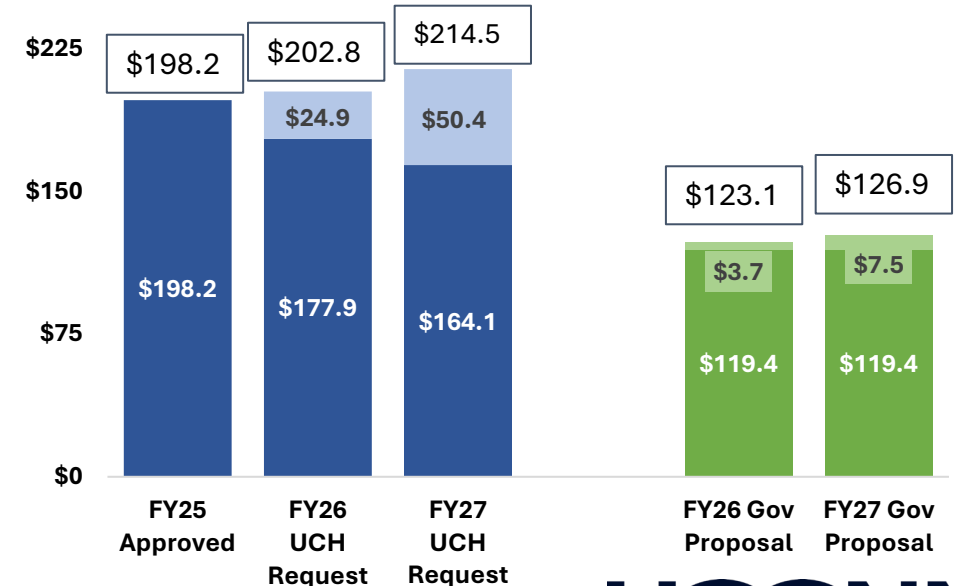 $225
$150
$75
$0
$198.2
$202.8
$214.5
$123.1
$126.9
$24.9
$50.4
$3.7
$7.5
$198.2
$177.9
$164.1
$119.4
$119.4
FY25
Approved
FY26
UCH
Request
FY27
UCH
Request
FY26 Gov
Proposal
FY27 Gov
Proposal